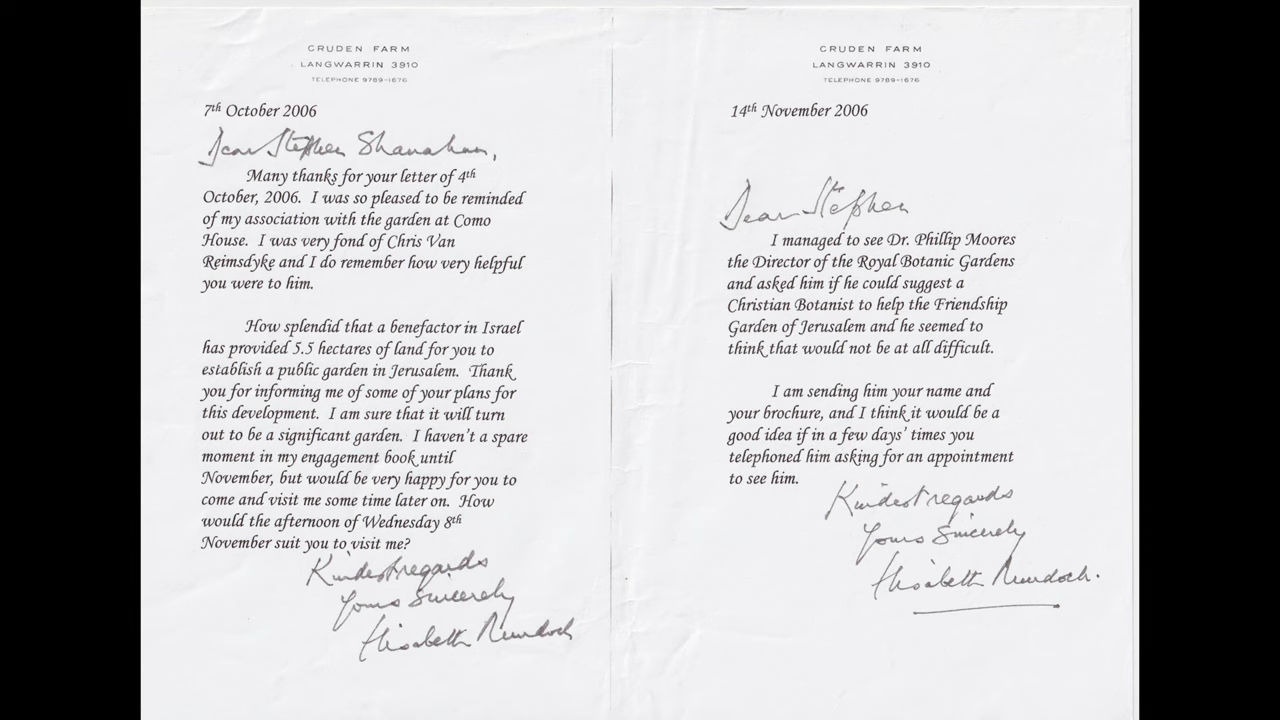 CRUDEN FARM
LANGWARRIN 3910
TELEPHONE 9789-1676
7th October 2006
Dear Stephen Shanahan,
Many thanks for your letter of 4th
October, 2006. I was so pleased to be reminded
of my association with the garden at Como
House. I was very fond of Chris Van
Reimsdyke and I do remember how very helpful
you were to him.
How splendid that a benefactor in Israel
has provided 5.5 hectares of land for you to
establish a public garden in Jerusalem. Thank
you for informing me of some of your plans for
this development. I am sure that it will turn
out to be a significant garden. I haven't a spare
moment in my engagement book until
November, but would be very happy for you to
come and visit me some time later on. How
would the afternoon of Wednesday 8th
November suit you to visit me?
Kindest regards
Yours Sincerely
Elisabeth Murdoch
CRUDEN FARM
LANGWARRIN 3910
TELEPHONE 9789-1676
14th November 2006
Dear Stephen
I managed to see Dr. Phillip Moores
the Director of the Royal Botanic Gardens
and asked him if he could suggest a
Christian Botanist to help the Friendship
Garden of Jerusalem and he seemed to
think that would not be at all difficult.
I am sending him your name and
your brochure, and I think it would be a
good idea if in a few days' times you
telephoned him asking for an appointment
to see him.
Kindest regards
Yours Sincerely
Elisabeth Murdoch.